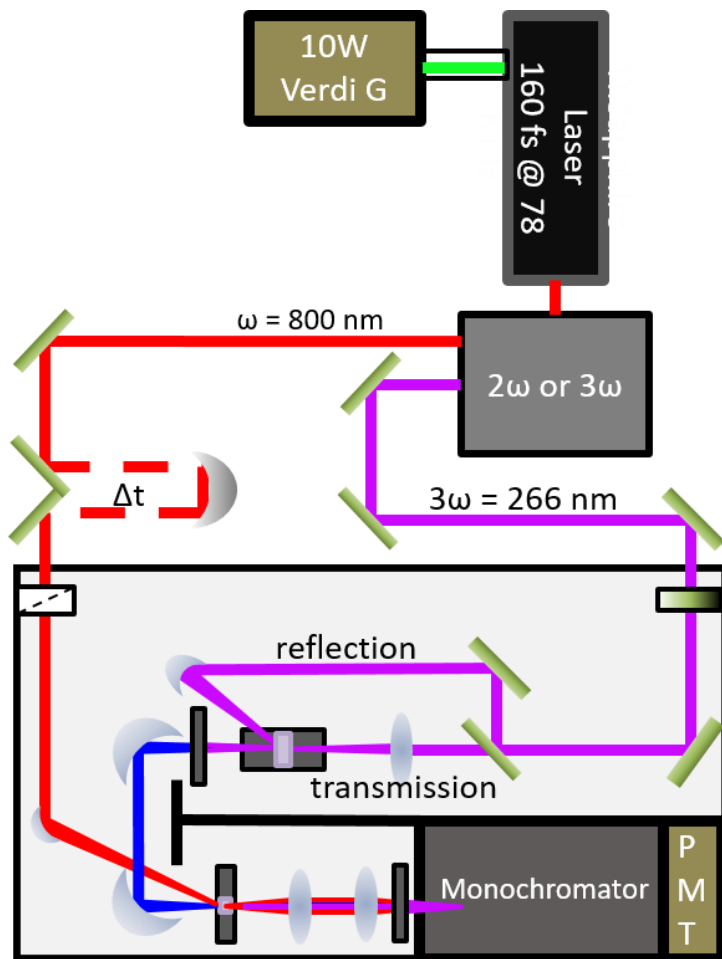 10W
Verdi G
Laser
160 fs @ 78
ω = 800 nm
2ω or 3ω
Δt
3ω = 266 nm
reflection
transmission
Monochromator
P
M
T